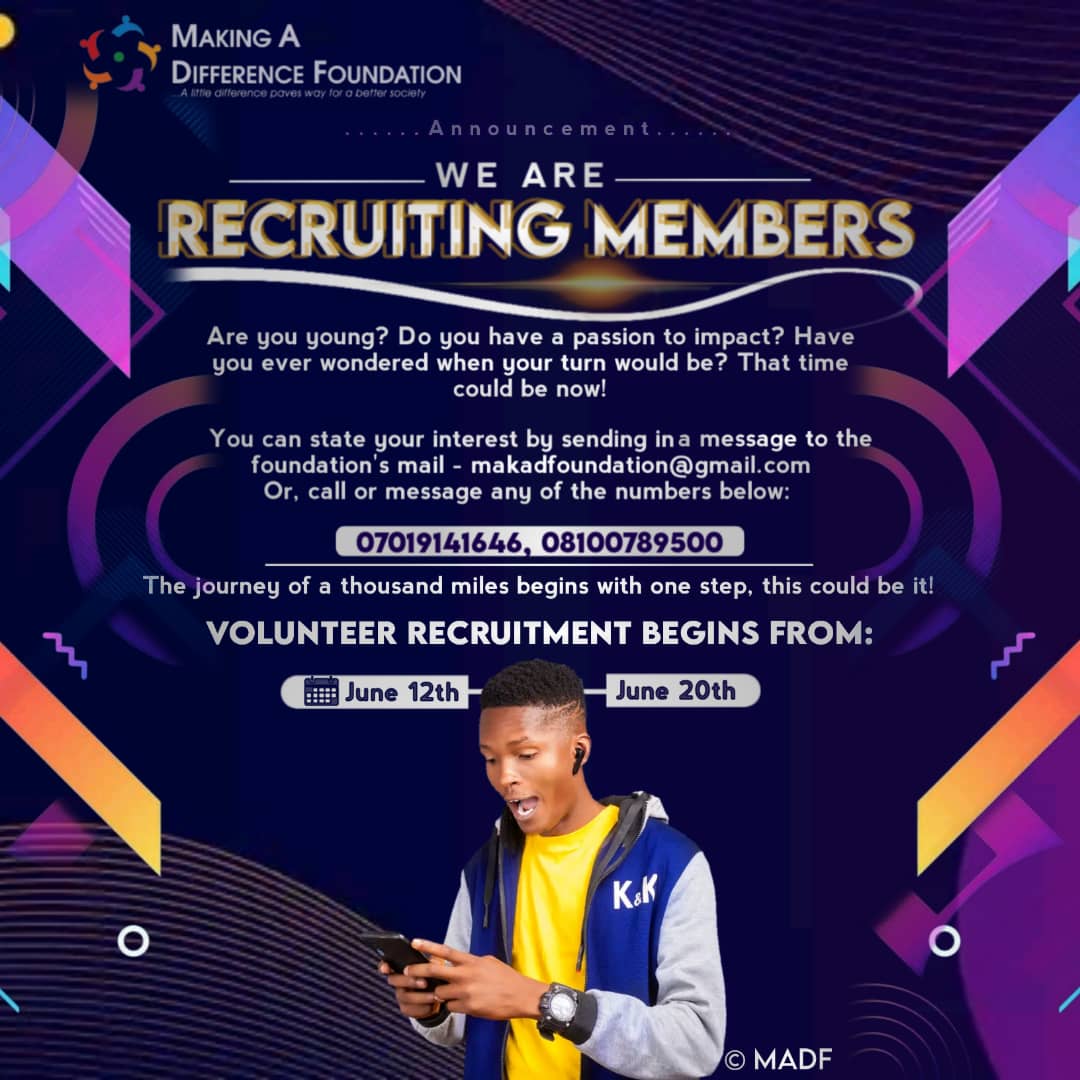 MAKING A
DIFFERENCE FOUNDATION
A little difference paves way for a better society
......Announcement......
WE ARE
RECRUITING MEMBERS
Are you young? Do you have a passion to impact? Have
you ever wondered when your turn would be? That time
could be now!
You can state your interest by sending in a message to the
foundation's mail - makadfoundation@gmail.com
Or, call or message any of the numbers below:
07019141646, 08100789500
The journey of a thousand miles begins with one step, this could be it!
VOLUNTEER RECRUITMENT BEGINS FROM:
June 12th June 20th
K&K
© MADF